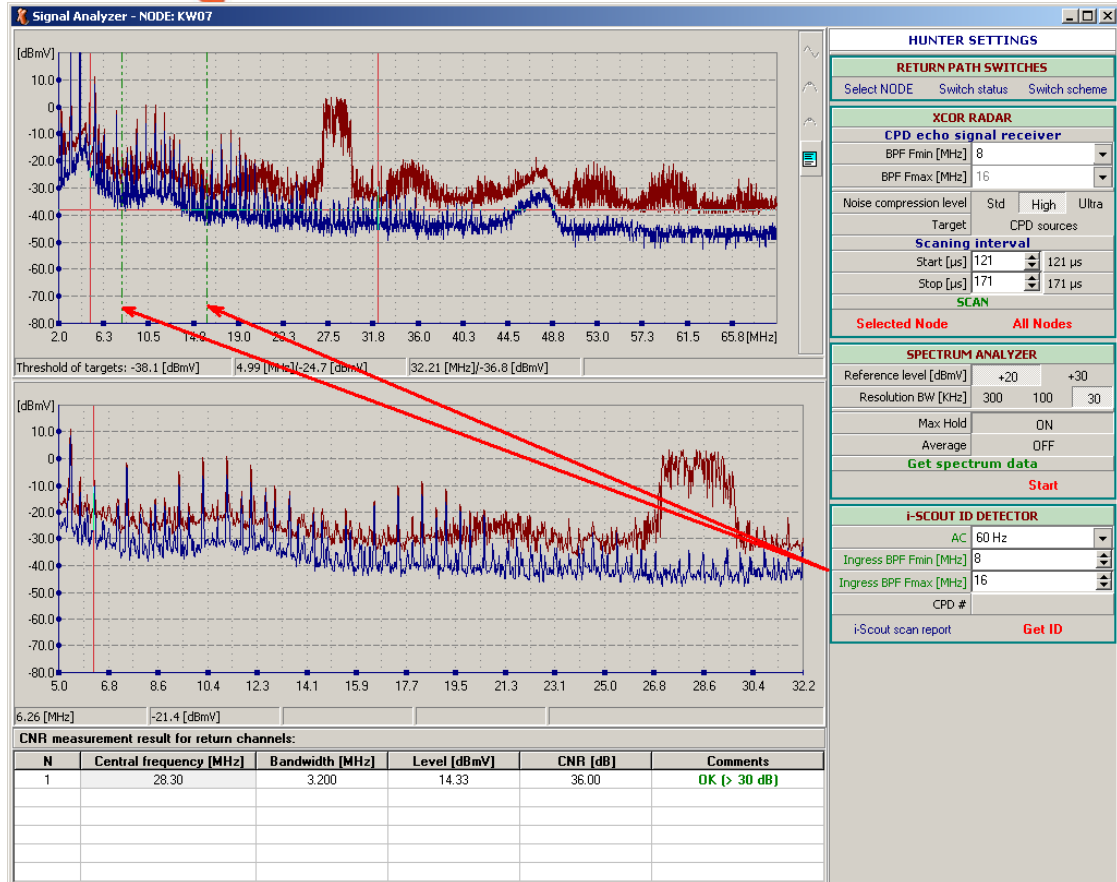 Signal Analyzer - NODE: KW07
[dBmV]
10.0
0
-10.0
-20.0
-30.0
-40.0
-50.0
-60.0
-70.0
-80.0
2.0 6.3 10.5 14.8 19.0 23.3 27.5 31.8 36.0 40.3 44.5 48.8 53.0 57.3 61.5 65.8 [MHz]
Threshold of targets: -38.1 [dBmV] 4.99 [MHz]/-24.7 [dBmV] 32.21 [MHz]/-36.8 [dBmV]
[dBmV]
10.0
0
-10.0
-20.0
-30.0
-40.0
-50.0
-60.0
-70.0
-80.0
5.0 6.8 8.6 10.4 12.3 14.1 15.9 17.7 19.5 21.3 23.1 25.0 26.8 28.6 30.4 32.2
6.26 [MHz] -21.4 [dBmV]
CNR measurement result for return channels:
N Central frequency [MHz] Bandwidth [MHz] Level [dBmV] CNR [dB] Comments
1 28.30 3.200 14.33 36.00 OK (> 30 dB)
HUNTER SETTINGS
RETURN PATH SWITCHES
Select NODE Switch status Switch scheme
XCOR RADAR
CPD echo signal receiver
BPF Fmin [MHz] 8
BPF Fmax [MHz] 16
Noise compression level Std High Ultra
Target CPD sources
Scaning interval
Start [µs] 121 121 µs
Stop [µs] 171 171 µs
SCAN
Selected Node All Nodes
SPECTRUM ANALYZER
Reference level [dBmV] +20 +30
Resolution BW [KHz] 300 100 30
Max Hold ON
Average OFF
Get spectrum data
Start
i-SCOUT ID DETECTOR
AC 60 Hz
Ingress BPF Fmin [MHz] 8
Ingress BPF Fmax [MHz] 16
CPD #
i-Scout scan report Get ID